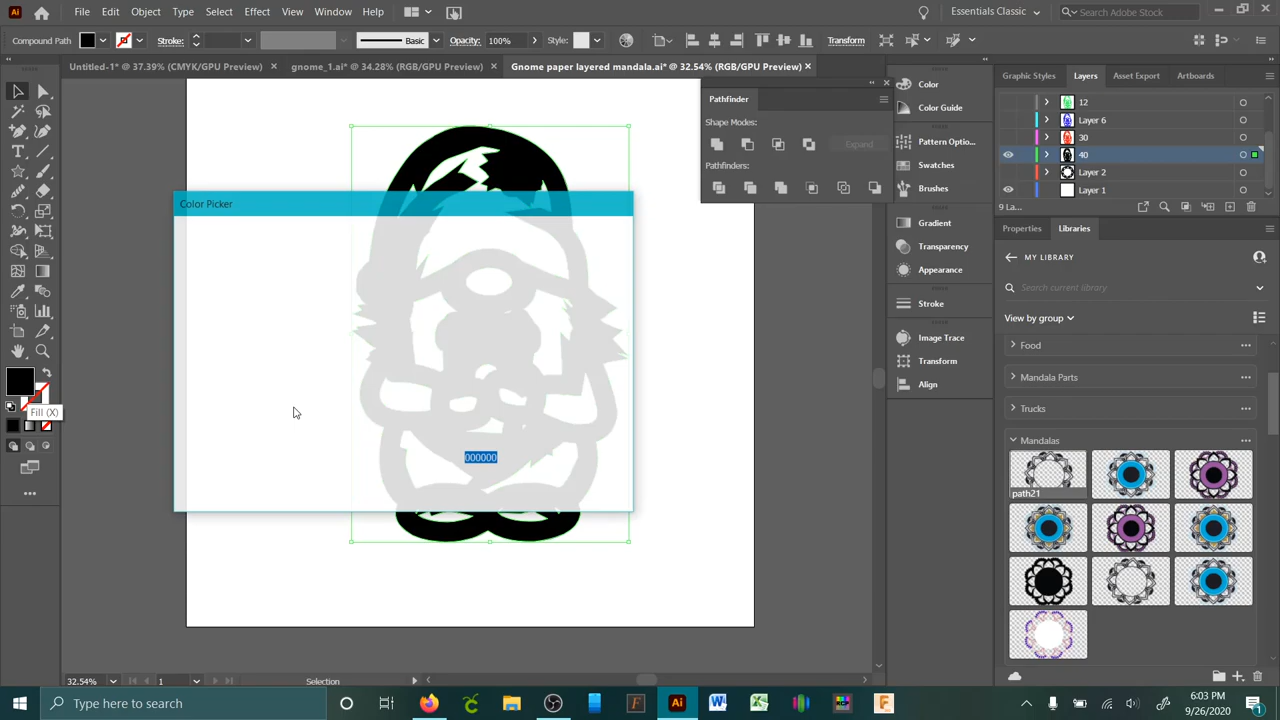 Ai File Edit Object Type Select Effect View Window Help Essentials Classic Search Adobe Stock
Compound Path Stroke: Basic Opacity: 100% Style: Transform
Untitled-1* @ 37.39% (CMYK/GPU Preview) × gnome_1.ai* @ 34.28% (RGB/GPU Preview) × Gnome paper layered mandala.ai* @ 32.54% (RGB/GPU Preview) ×
Pathfinder
Shape Modes:
Expand
Pathfinders:
Color
Color Guide
Pattern Optio...
Swatches
Brushes
Gradient
Transparency
Appearance
Stroke
Image Trace
Transform
Align
Graphic Styles Layers Asset Export Artboards
12
Layer 6
30
40
Layer 2
Layer 1
9 La...
Properties Libraries
MY LIBRARY
Search current library
View by group
Food
Mandala Parts
Trucks
Mandalas
path21
Color Picker
000000
Fill (X)
32.54% 1 Selection
Type here to search
6:03 PM
9/26/2020